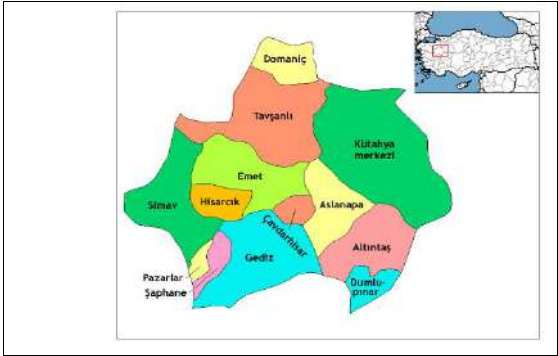 Domaniç
Tavşanlı
Kütahya
merkezi
Emet
Simav
Hisarcık
Aslanapa
Çavdarhisar
Altıntaş
Gediz
Pazarlar
Şaphane
Dumlu-
pınar